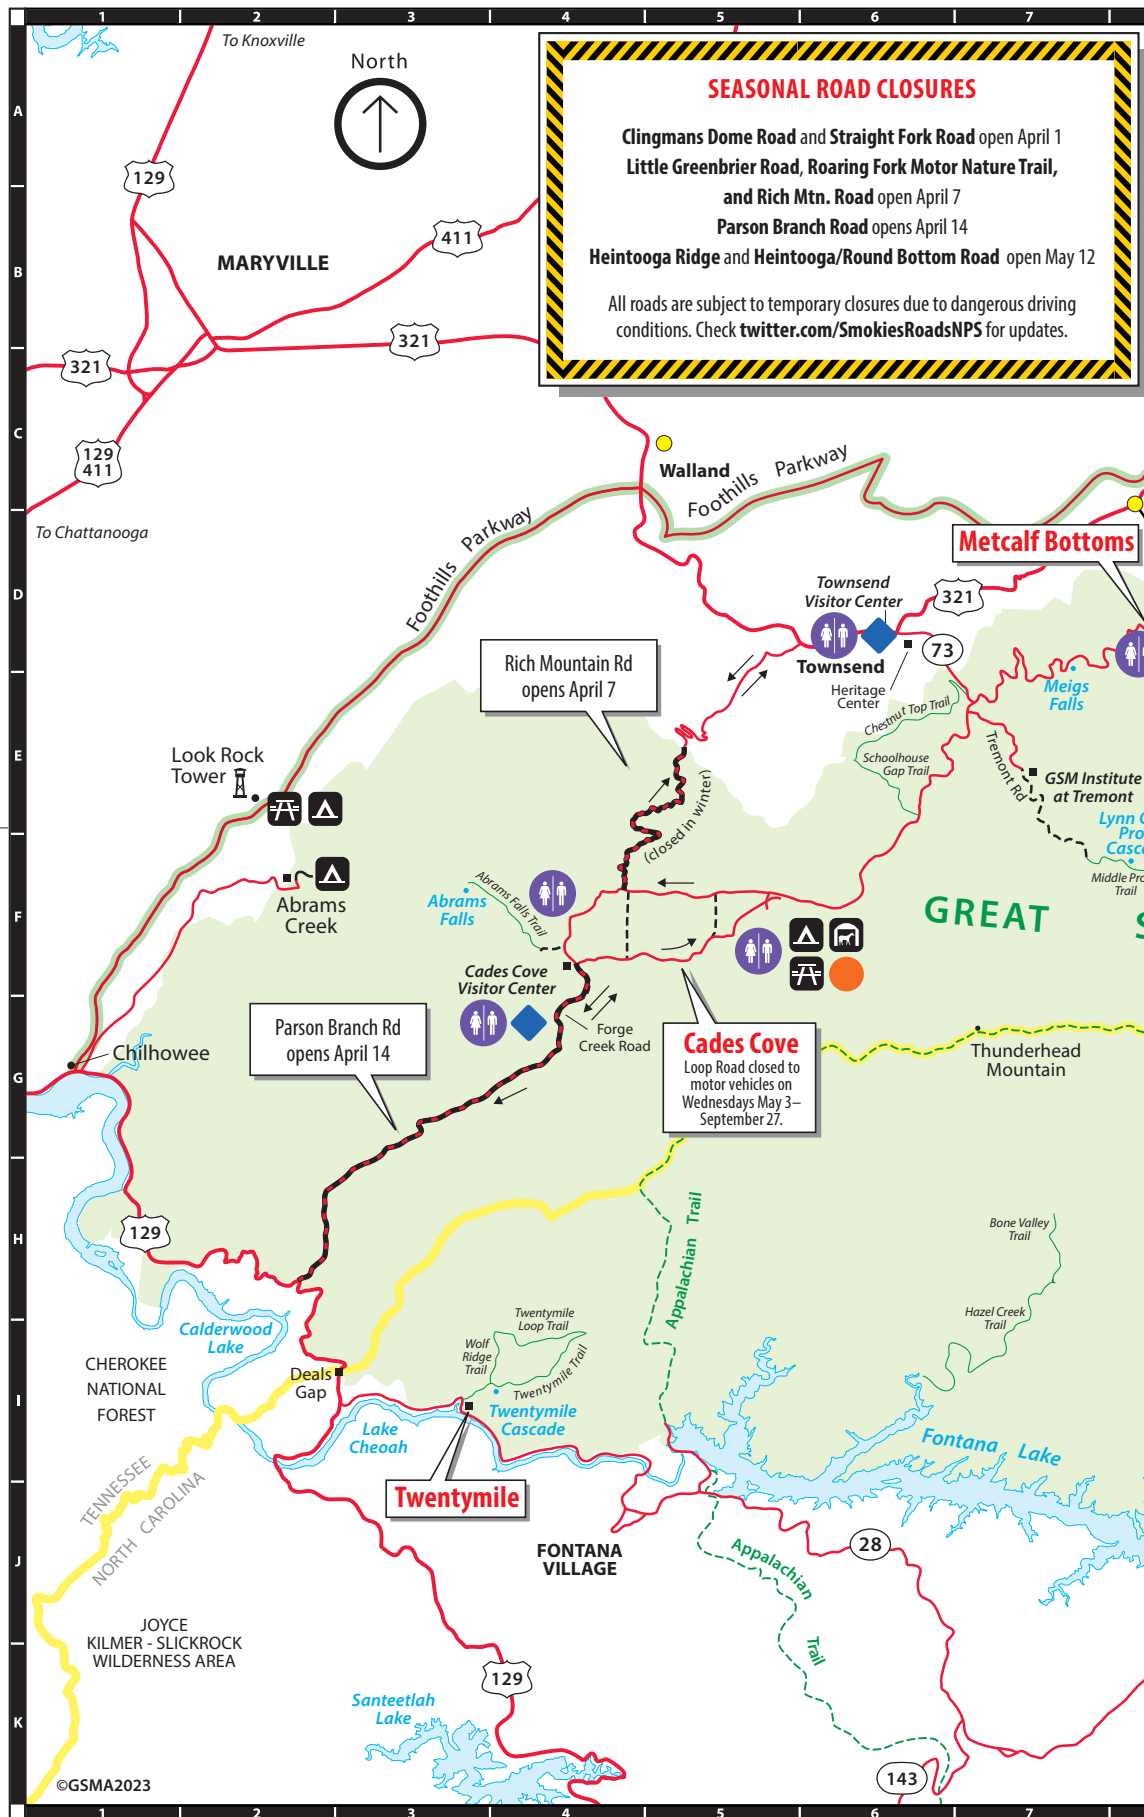 1 2 3 4 5 6 7
A
B
C
D
E
F
G
H
I
J
K
To Knoxville
North
SEASONAL ROAD CLOSURES
Clingmans Dome Road and Straight Fork Road open April 1
Little Greenbrier Road, Roaring Fork Motor Nature Trail,
and Rich Mtn. Road open April 7
Parson Branch Road opens April 14
Heintooga Ridge and Heintooga/Round Bottom Road open May 12
All roads are subject to temporary closures due to dangerous driving
conditions. Check twitter.com/SmokiesRoadsNPS for updates.
129
411
MARYVILLE
321
321
129
411
To Chattanooga
Walland
Foothills Parkway
Foothills Parkway
Metcalf Bottoms
Townsend
Visitor Center
321
73
Townsend
Heritage
Center
Rich Mountain Rd
opens April 7
Meigs
Falls
Chestnut Top Trail
Schoolhouse
Gap Trail
Tremont Rd
GSM Institute
at Tremont
Look Rock
Tower
(closed in winter)
Lynn C
Pro
Casca
Middle Pro
Trail
Abrams
Creek
Abrams
Falls
Abrams Falls Trail
GREAT S
Cades Cove
Visitor Center
Forge
Creek Road
Parson Branch Rd
opens April 14
Chilhowee
Cades Cove
Loop Road closed to
motor vehicles on
Wednesdays May 3–
September 27.
Thunderhead
Mountain
129
Appalachian Trail
Bone Valley
Trail
Hazel Creek
Trail
Calderwood
Lake
Twentymile
Loop Trail
Wolf
Ridge
Trail
Twentymile Trail
CHEROKEE
NATIONAL
FOREST
Deals
Gap
Twentymile
Cascade
Lake
Cheoah
Fontana Lake
TENNESSEE
NORTH CAROLINA
Twentymile
FONTANA
VILLAGE
Appalachian
Trail
28
JOYCE
KILMER - SLICKROCK
WILDERNESS AREA
129
Santeetlah
Lake
143
©GSMA2023
1 2 3 4 5 6 7